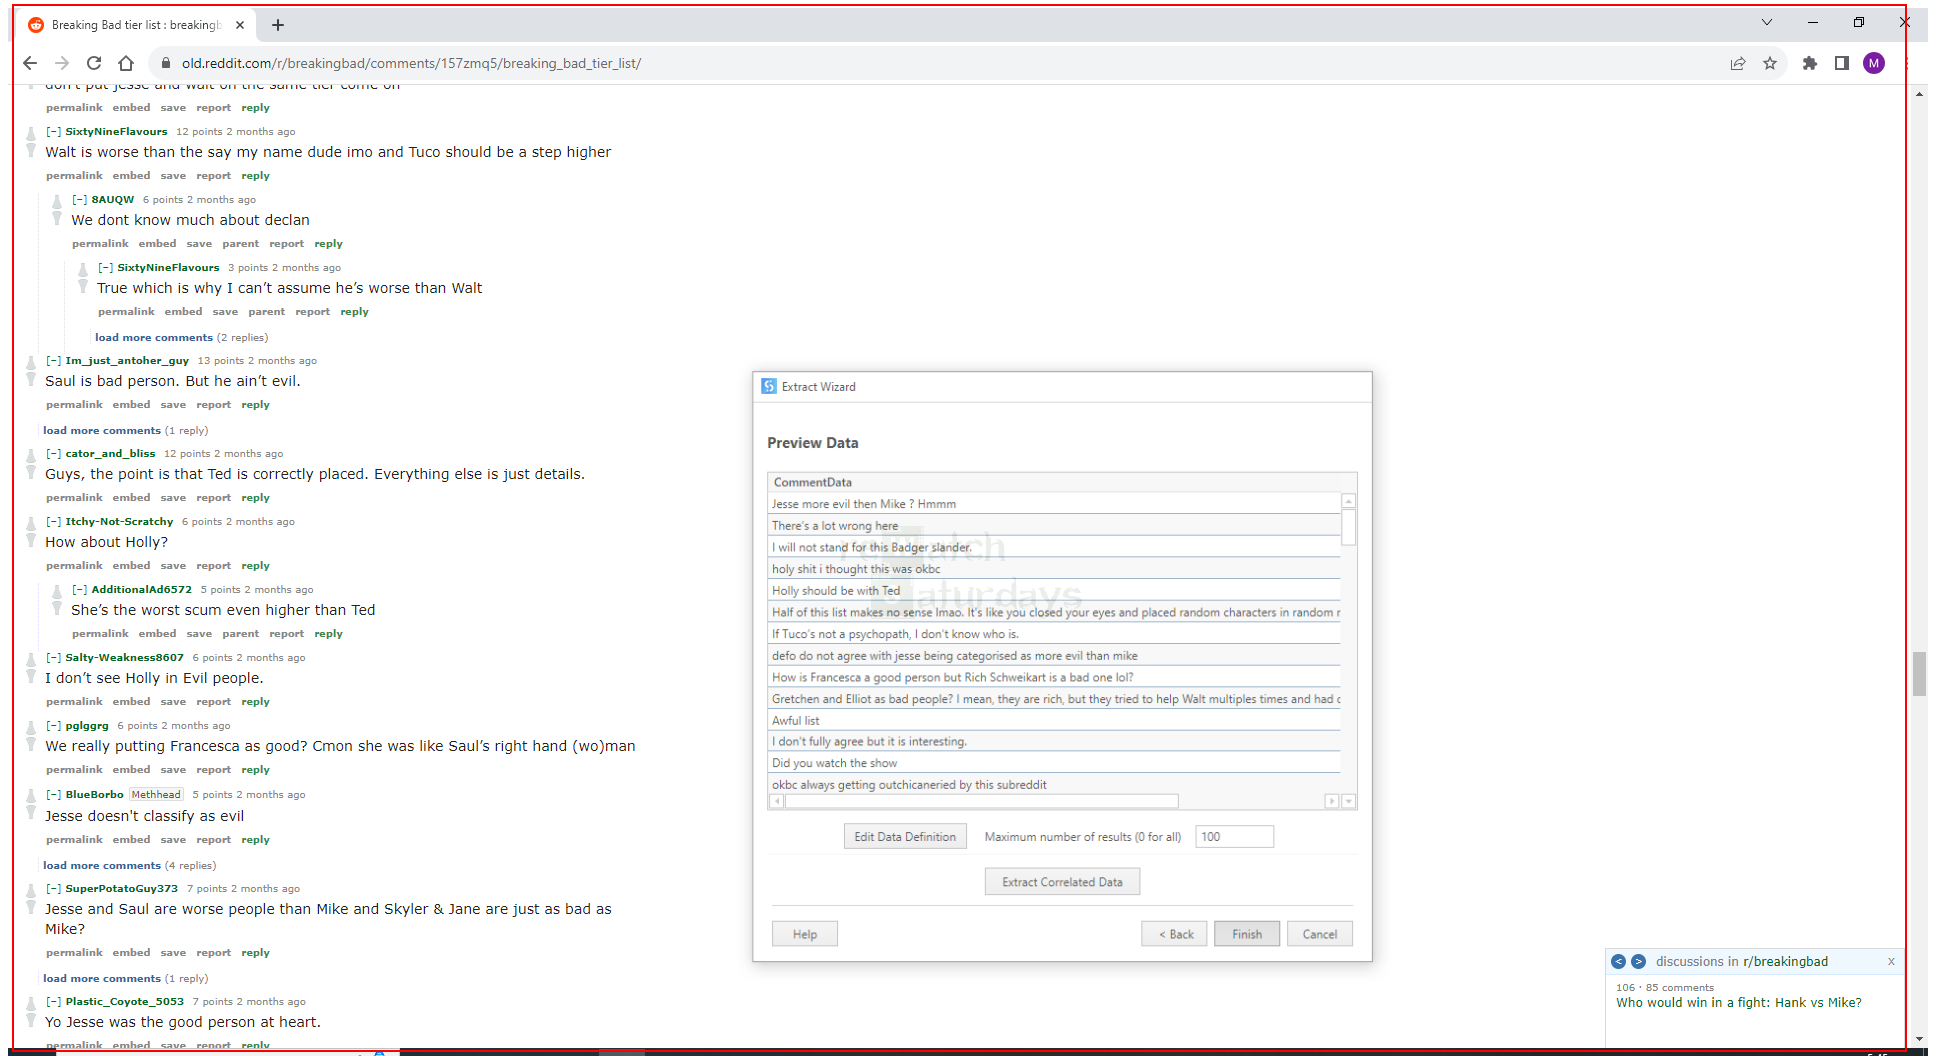 Breaking Bad tier list : breakingb
old.reddit.com/r/breakingbad/comments/157zmq5/breaking_bad_tier_list/
M
don't put jesse and walt on the same tier come on
permalink embed save report reply
[–] SixtyNineFlavours 12 points 2 months ago
Walt is worse than the say my name dude imo and Tuco should be a step higher
permalink embed save report reply
[–] 8AUQW 6 points 2 months ago
We dont know much about declan
permalink embed save parent report reply
[–] SixtyNineFlavours 3 points 2 months ago
True which is why I can’t assume he’s worse than Walt
permalink embed save parent report reply
load more comments (2 replies)
[–] Im_just_antoher_guy 13 points 2 months ago
Saul is bad person. But he ain’t evil.
permalink embed save report reply
load more comments (1 reply)
[–] cator_and_bliss 12 points 2 months ago
Guys, the point is that Ted is correctly placed. Everything else is just details.
permalink embed save report reply
[–] Itchy-Not-Scratchy 6 points 2 months ago
How about Holly?
permalink embed save report reply
[–] AdditionalAd6572 5 points 2 months ago
She’s the worst scum even higher than Ted
permalink embed save parent report reply
[–] Salty-Weakness8607 6 points 2 months ago
I don’t see Holly in Evil people.
permalink embed save report reply
[–] pglggrg 6 points 2 months ago
We really putting Francesca as good? Cmon she was like Saul’s right hand (wo)man
permalink embed save report reply
[–] BlueBorbo Methhead 5 points 2 months ago
Jesse doesn't classify as evil
permalink embed save report reply
load more comments (4 replies)
[–] SuperPotatoGuy373 7 points 2 months ago
Jesse and Saul are worse people than Mike and Skyler & Jane are just as bad as
Mike?
permalink embed save report reply
load more comments (1 reply)
[–] Plastic_Coyote_5053 7 points 2 months ago
Yo Jesse was the good person at heart.
permalink embed save report reply
Extract Wizard
Preview Data
CommentData
Jesse more evil then Mike ? Hmmm
There's a lot wrong here
I will not stand for this Badger slander.
holy shit i thought this was okbc
Holly should be with Ted
Half of this list makes no sense lmao. It's like you closed your eyes and placed random characters in random r
If Tuco's not a psychopath, I don't know who is.
defo do not agree with jesse being categorised as more evil than mike
How is Francesca a good person but Rich Schweikart is a bad one lol?
Gretchen and Elliot as bad people? I mean, they are rich, but they tried to help Walt multiples times and had c
Awful list
I don't fully agree but it is interesting.
Did you watch the show
okbc always getting outchicaneried by this subreddit
Edit Data Definition Maximum number of results (0 for all) 100
Extract Correlated Data
Help < Back Finish Cancel
< > discussions in r/breakingbad x
106 · 85 comments
Who would win in a fight: Hank vs Mike?